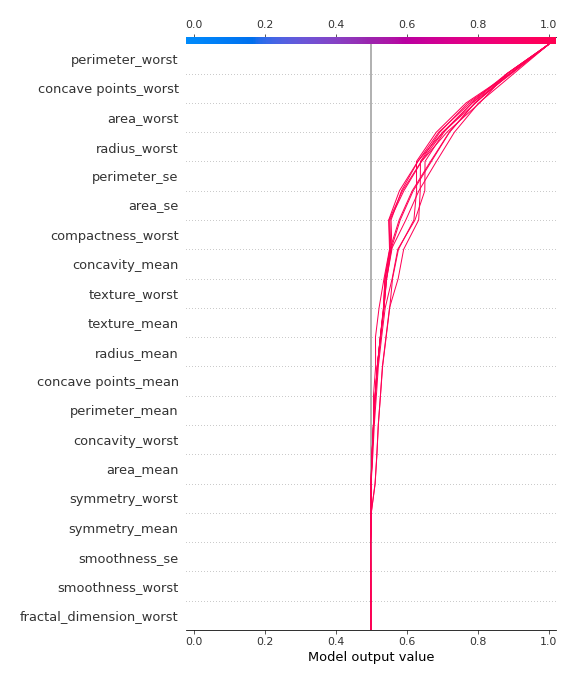 0.0 0.2 0.4 0.6 0.8 1.0
perimeter_worst
concave points_worst
area_worst
radius_worst
perimeter_se
area_se
compactness_worst
concavity_mean
texture_worst
texture_mean
radius_mean
concave points_mean
perimeter_mean
concavity_worst
area_mean
symmetry_worst
symmetry_mean
smoothness_se
smoothness_worst
fractal_dimension_worst
0.0 0.2 0.4 0.6 0.8 1.0
Model output value